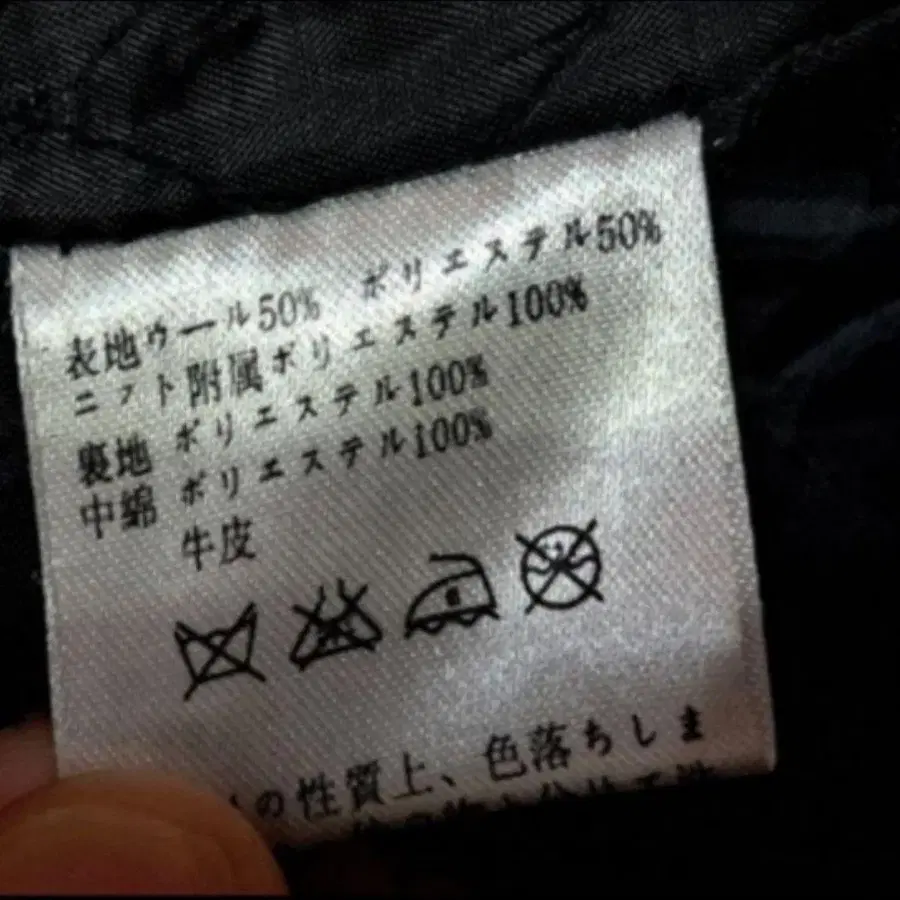 表地ウール50% ポリエステル50%
ニット附属ポリエステル100%
裏地 ポリエステル100%
中綿 ポリエステル100%
牛皮
の性質上、色落ちしま